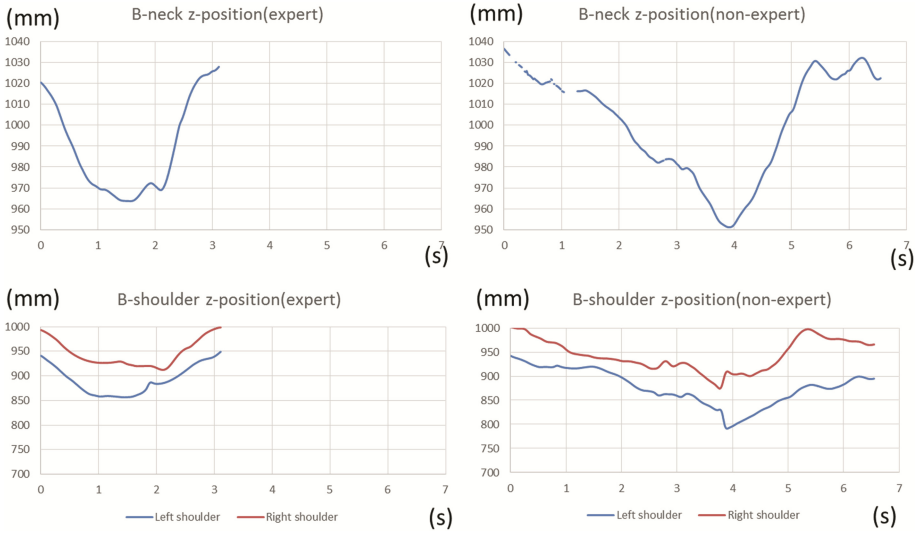 (mm) B-neck z-position(expert)
1040
1030
1020
1010
1000
990
980
970
960
950
0 1 2 3 4 5 6 7
(s)
(mm) B-neck z-position(non-expert)
1040
1030
1020
1010
1000
990
980
970
960
950
0 1 2 3 4 5 6 7
(s)
(mm) B-shoulder z-position(expert)
1000
950
900
850
800
750
700
0 1 2 3 4 5 6 7
Left shoulder Right shoulder (s)
(mm) B-shoulder z-position(non-expert)
1000
950
900
850
800
750
700
0 1 2 3 4 5 6 7
Left shoulder Right shoulder (s)